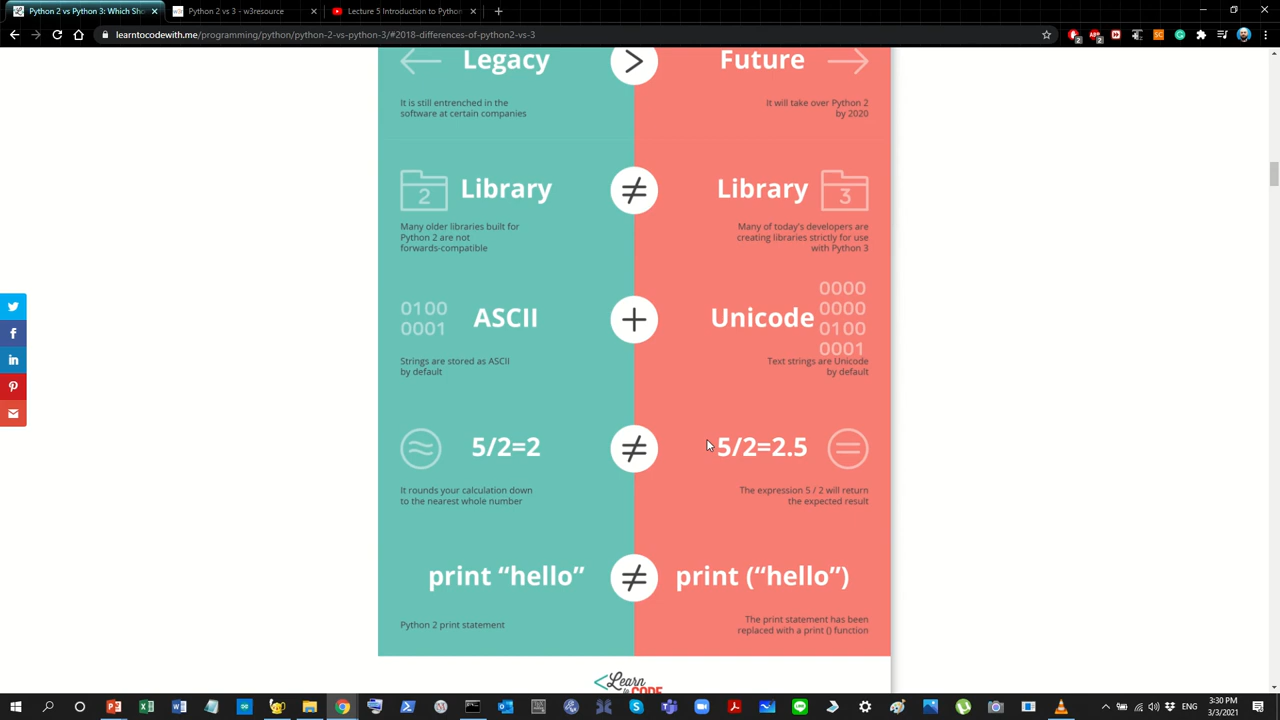 Python 2 vs Python 3: Which Sho
Python 2 vs 3 - w3resource
Lecture 5 Introduction to Python
learntocodewith.me/programming/python/python-2-vs-python-3/#2018-differences-of-python2-vs-3
Legacy
>
Future
It is still entrenched in the
software at certain companies
It will take over Python 2
by 2020
2
Library
≠
Library
3
Many older libraries built for
Python 2 are not
forwards-compatible
Many of today's developers are
creating libraries strictly for use
with Python 3
0100
0001
ASCII
+
Unicode
0000
0000
0100
0001
Strings are stored as ASCII
by default
Text strings are Unicode
by default
5/2=2
≠
5/2=2.5
It rounds your calculation down
to the nearest whole number
The expression 5 / 2 will return
the expected result
print “hello”
≠
print (“hello”)
Python 2 print statement
The print statement has been
replaced with a print () function
<Learn
to CODE
3:30 PM
3/3/2021